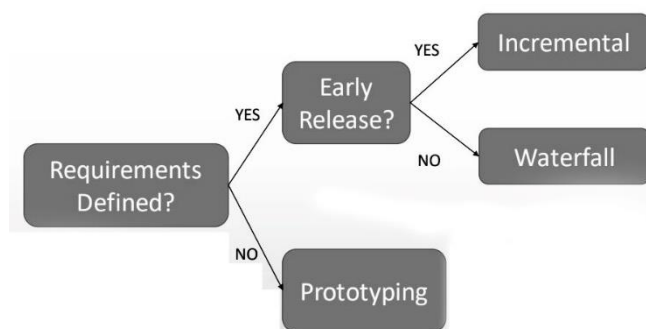 YES
Incremental
Early
Release?
YES
NO
Waterfall
Requirements
Defined?
NO
Prototyping